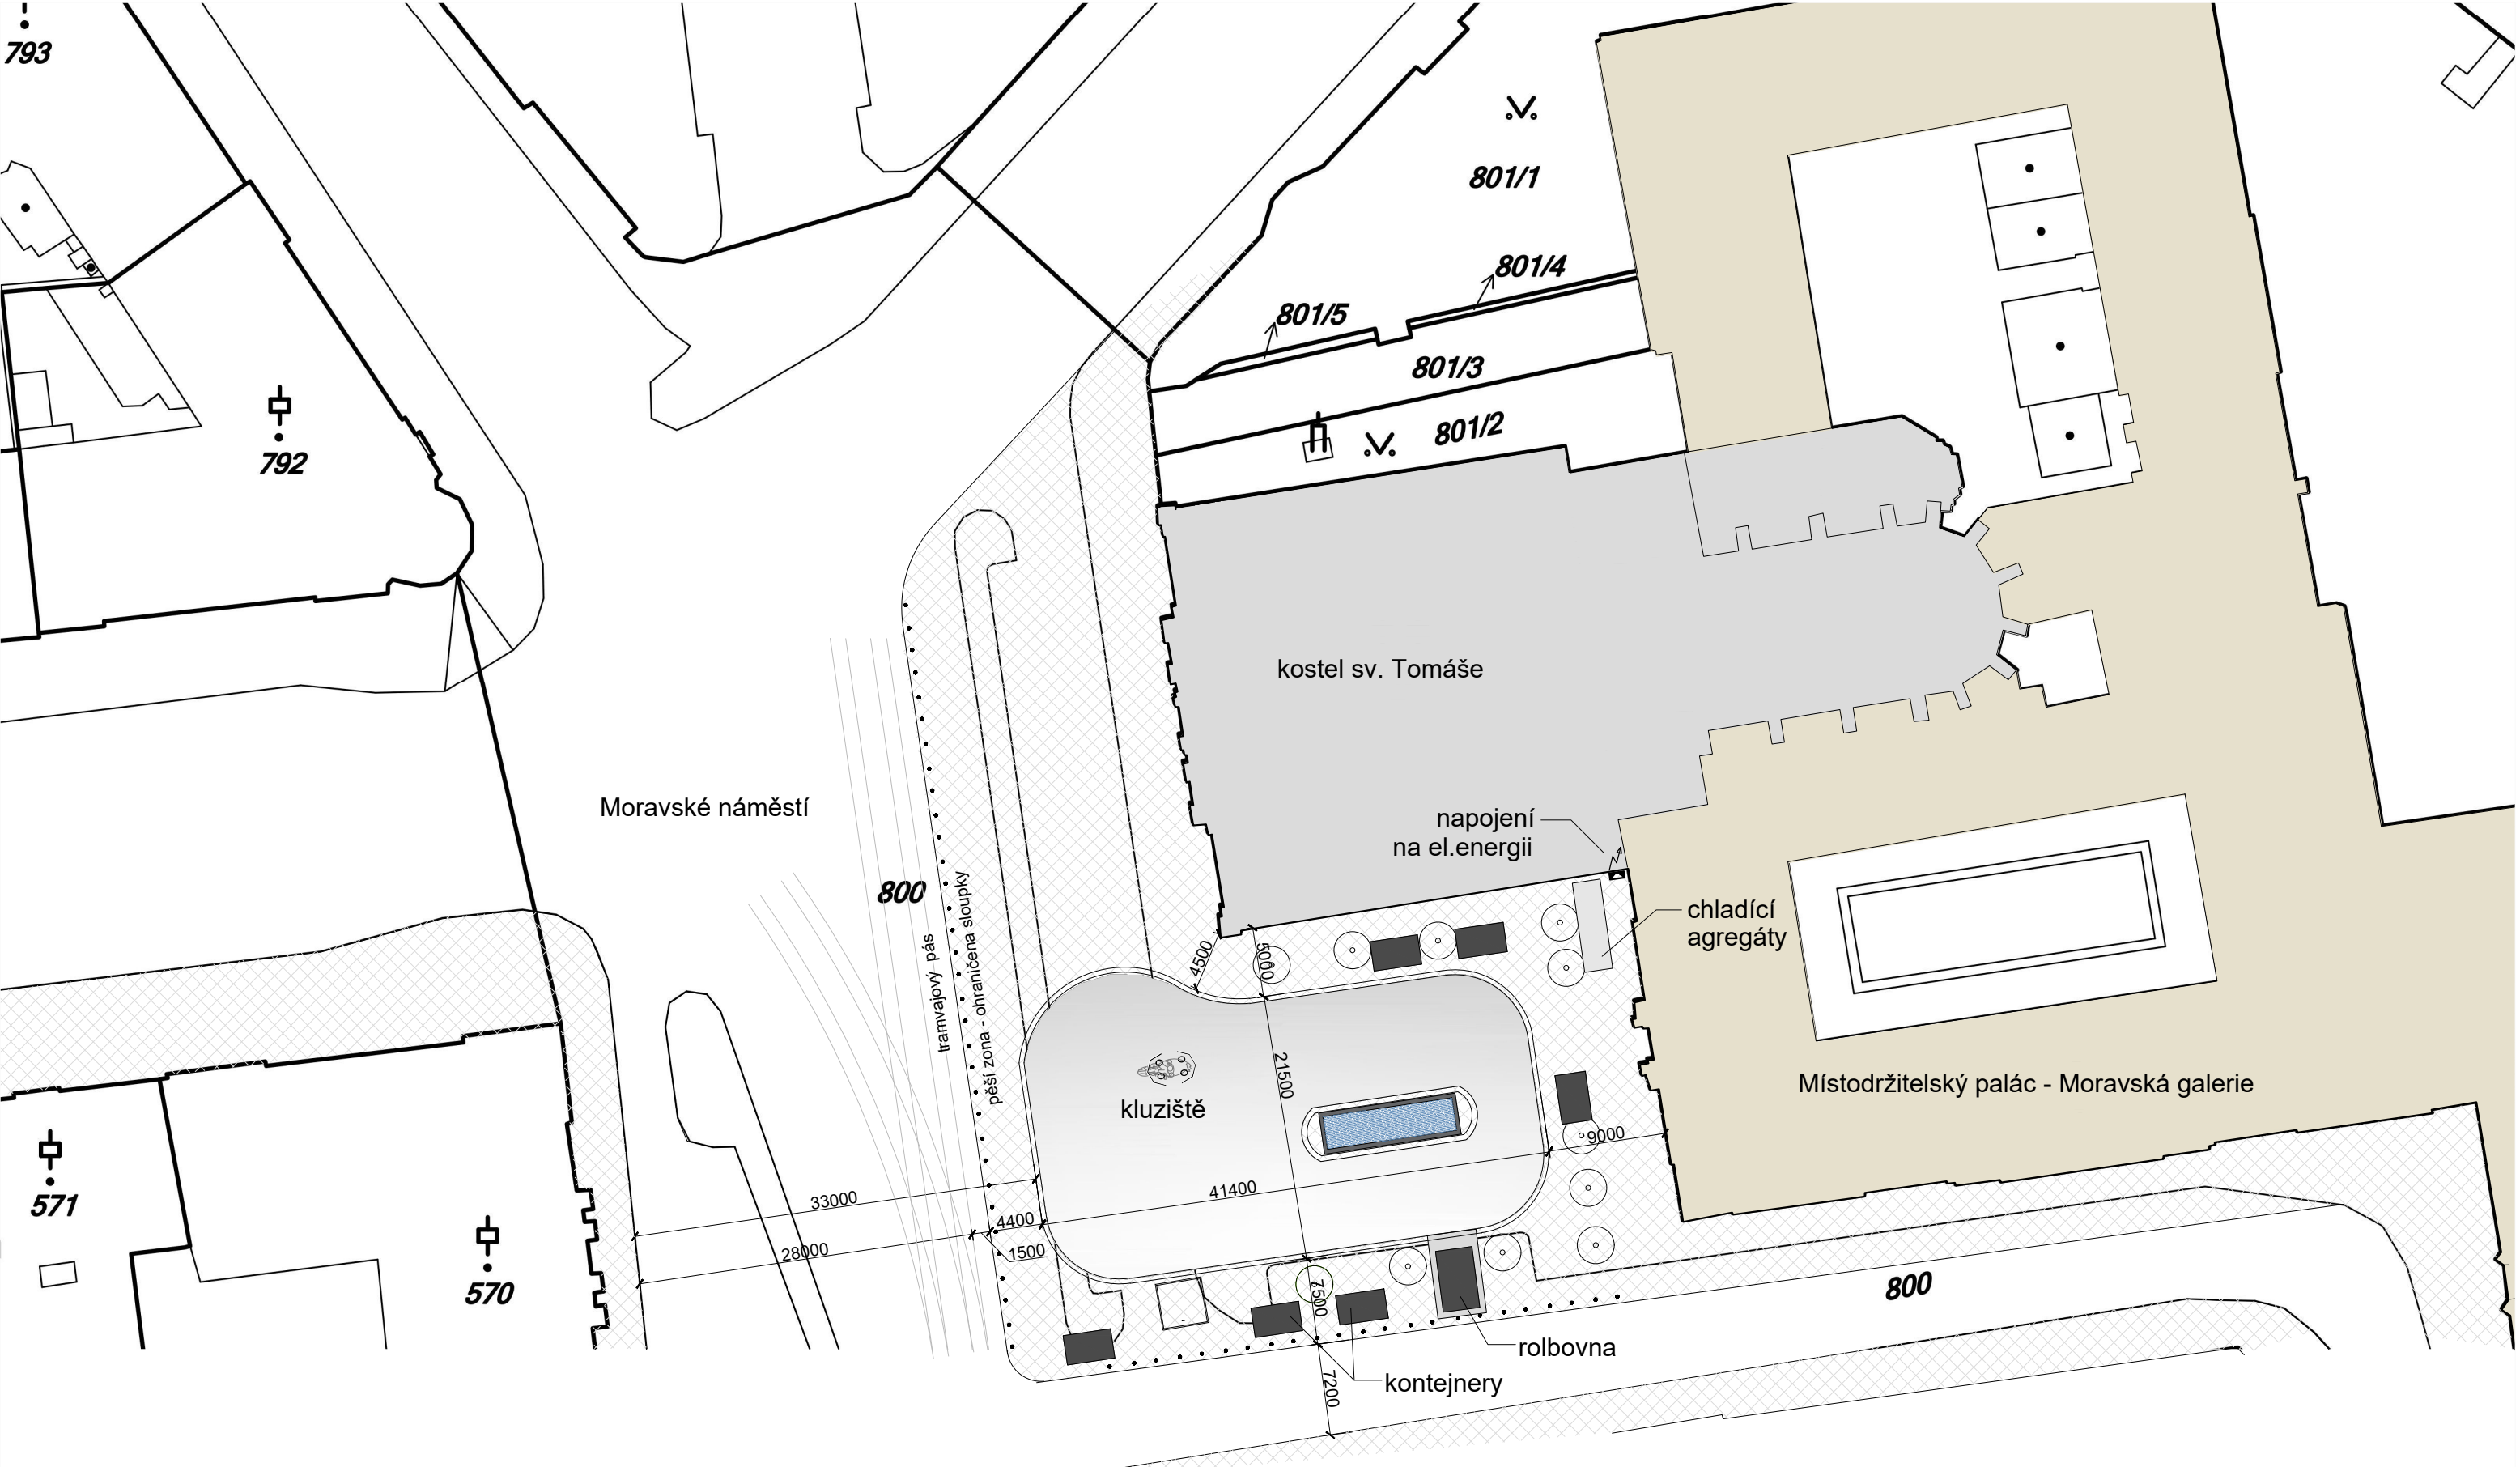 793
801/1
801/4
801/5
801/3
801/2
792
kostel sv. Tomáše
Moravské náměstí
napojení
na el.energii
800
chladící
agregáty
tramvajový pás
pěší zona - ohraničena sloupky
4500
5000
21500
kluziště
Místodržitelský palác - Moravská galerie
9000
571
33000
41400
4400
1500
28000
570
7500
800
rolbovna
kontejnery
7200